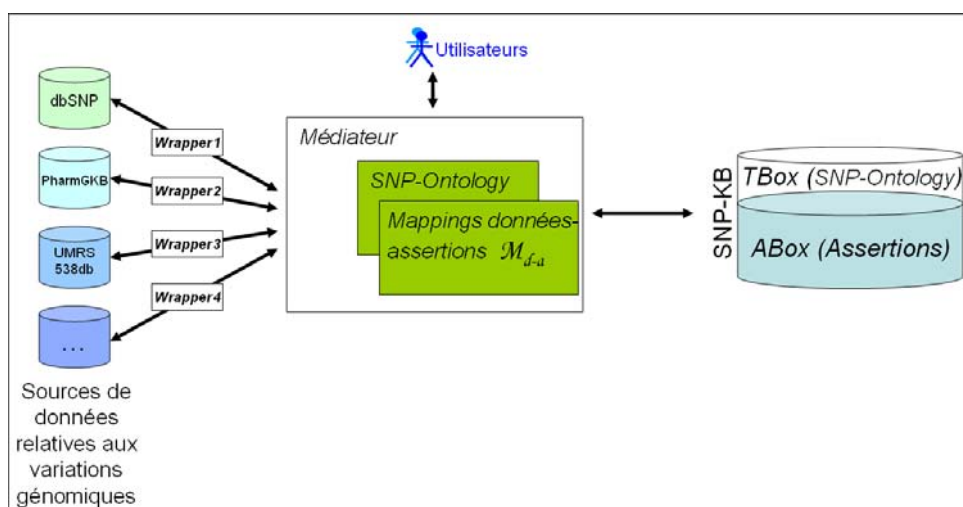 Utilisateurs
dbSNP
Wrapper1
PharmGKB
Wrapper2
UMRS
538db
Wrapper3
Wrapper4
...
Sources de
données
relatives aux
variations
génomiques
Médiateur
SNP-Ontology
Mappings données-
assertions M d-a
SNP-KB
TBox (SNP-Ontology)
ABox (Assertions)